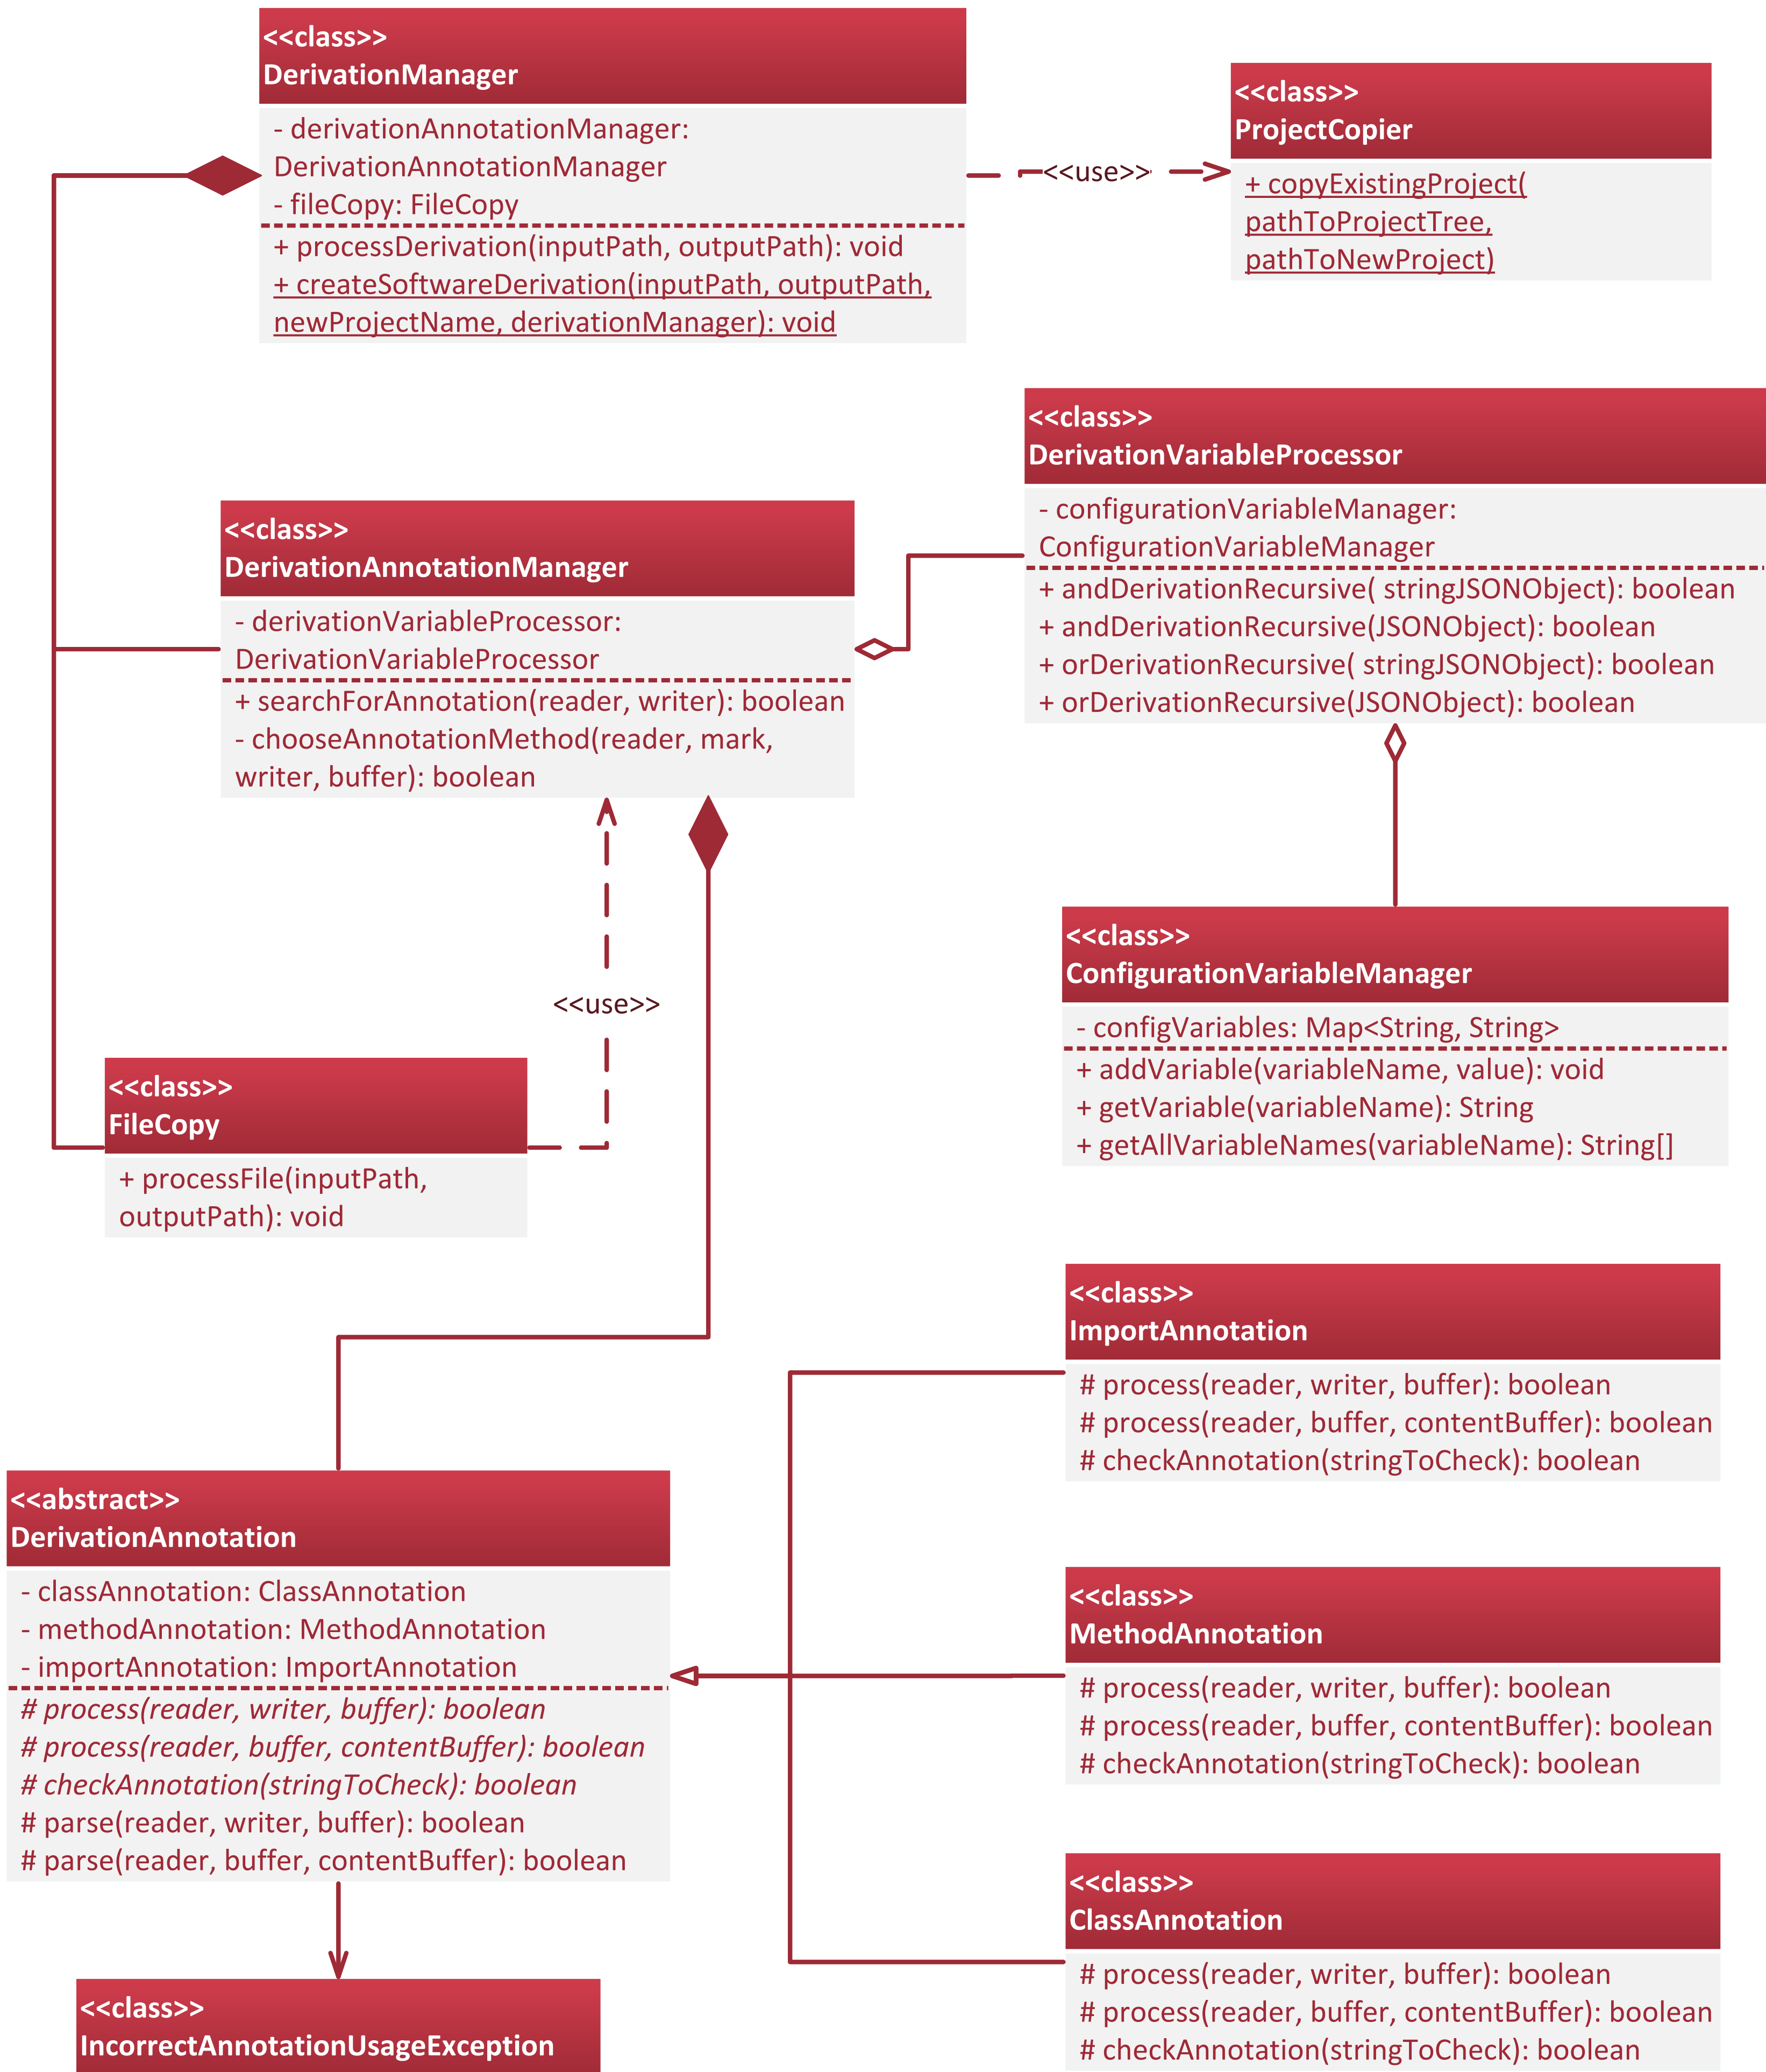 <<class>>
DerivationManager
- derivationAnnotationManager:
DerivationAnnotationManager
- fileCopy: FileCopy
+ processDerivation(inputPath, outputPath): void
+ createSoftwareDerivation(inputPath, outputPath,
newProjectName, derivationManager): void
<<use>>
<<class>>
ProjectCopier
+ copyExistingProject(
pathToProjectTree,
pathToNewProject)
<<class>>
DerivationVariableProcessor
- configurationVariableManager:
ConfigurationVariableManager
+ andDerivationRecursive( stringJSONObject): boolean
+ andDerivationRecursive(JSONObject): boolean
+ orDerivationRecursive( stringJSONObject): boolean
+ orDerivationRecursive(JSONObject): boolean
<<class>>
DerivationAnnotationManager
- derivationVariableProcessor:
DerivationVariableProcessor
+ searchForAnnotation(reader, writer): boolean
- chooseAnnotationMethod(reader, mark,
writer, buffer): boolean
<<class>>
ConfigurationVariableManager
- configVariables: Map<String, String>
+ addVariable(variableName, value): void
+ getVariable(variableName): String
+ getAllVariableNames(variableName): String[]
<<use>>
<<class>>
FileCopy
+ processFile(inputPath,
outputPath): void
<<class>>
ImportAnnotation
# process(reader, writer, buffer): boolean
# process(reader, buffer, contentBuffer): boolean
# checkAnnotation(stringToCheck): boolean
<<abstract>>
DerivationAnnotation
- classAnnotation: ClassAnnotation
- methodAnnotation: MethodAnnotation
- importAnnotation: ImportAnnotation
# process(reader, writer, buffer): boolean
# process(reader, buffer, contentBuffer): boolean
# checkAnnotation(stringToCheck): boolean
# parse(reader, writer, buffer): boolean
# parse(reader, buffer, contentBuffer): boolean
<<class>>
MethodAnnotation
# process(reader, writer, buffer): boolean
# process(reader, buffer, contentBuffer): boolean
# checkAnnotation(stringToCheck): boolean
<<class>>
ClassAnnotation
# process(reader, writer, buffer): boolean
# process(reader, buffer, contentBuffer): boolean
# checkAnnotation(stringToCheck): boolean
<<class>>
IncorrectAnnotationUsageException